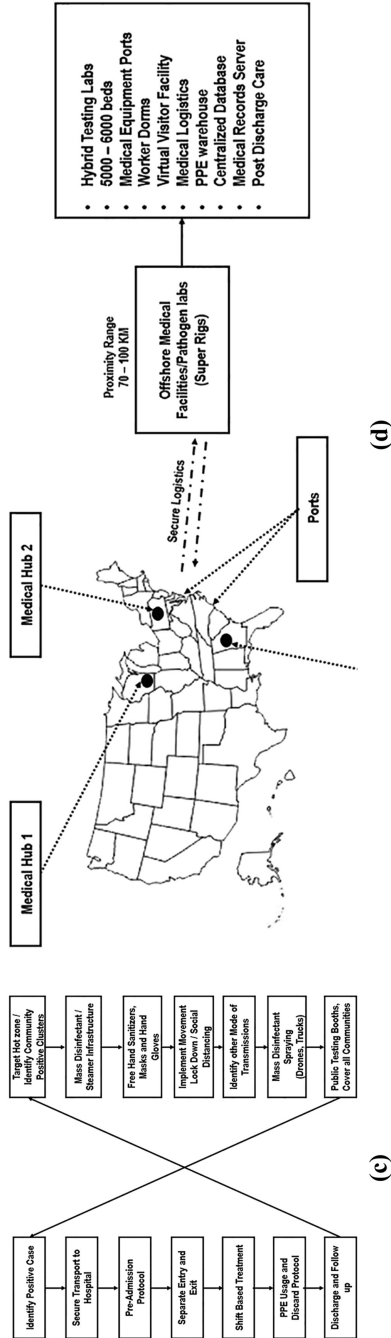 Identify Positive Case
Secure Transport to
Hospital
Pre-Admission
Protocol
Separate Entry and
Exit
Shift Based Treatment
PPE Usage and
Discard Protocol
Discharge and Follow
up
Target Hot zone /
Identify Community
Positive Clusters
Mass Disinfectant /
Steamer Infrastructure
Free Hand Sanitizers,
Masks and Hand
Gloves
Implement Movement
Lock Down / Social
Distancing
Identify other Mode of
Transmissions
Mass Disinfectant
Spraying
(Drones, Trucks)
Public Testing Booths,
Cover all Communities
(c)
Medical Hub 1
Medical Hub 2
Secure Logistics
Ports
Proximity Range
70 – 100 KM
Offshore Medical
Facilities/Pathogen labs
(Super Rigs)
• Hybrid Testing Labs
• 5000 – 6000 beds
• Medical Equipment Ports
• Worker Dorms
• Virtual Visitor Facility
• Medical Logistics
• PPE warehouse
• Centralized Database
• Medical Records Server
• Post Discharge Care
(d)